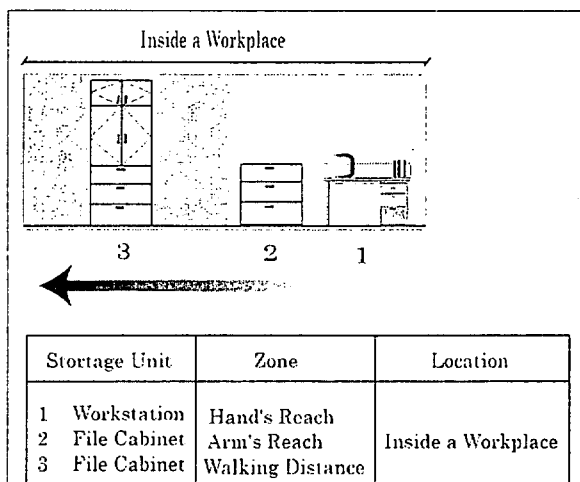 Inside a Workplace
3 2 1
Stortage Unit Zone Location
1 Workstation Hand's Reach
2 File Cabinet Arm's Reach Inside a Workplace
3 File Cabinet Walking Distance